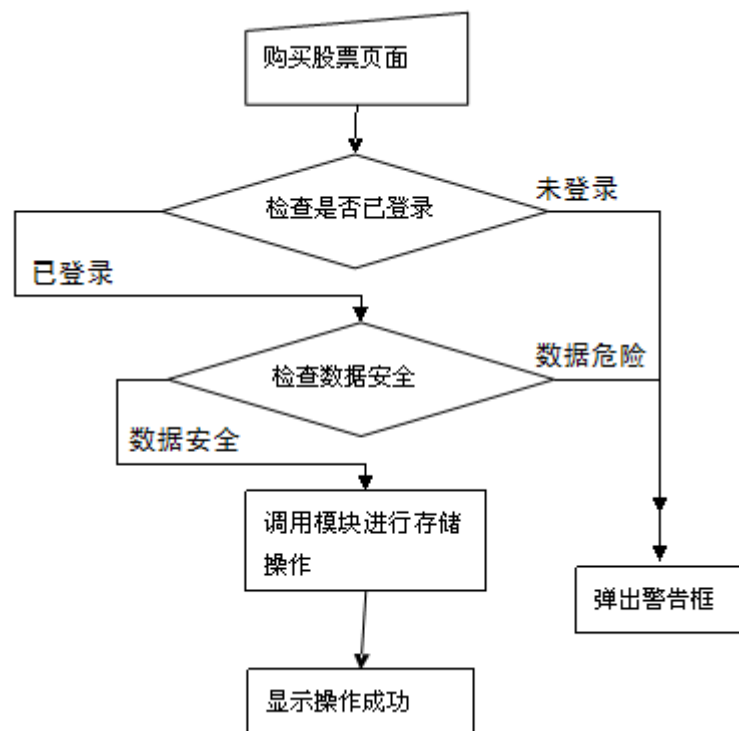 购买股票页面
检查是否已登录
未登录
已登录
检查数据安全
数据危险
数据安全
调用模块进行存储
操作
弹出警告框
显示操作成功